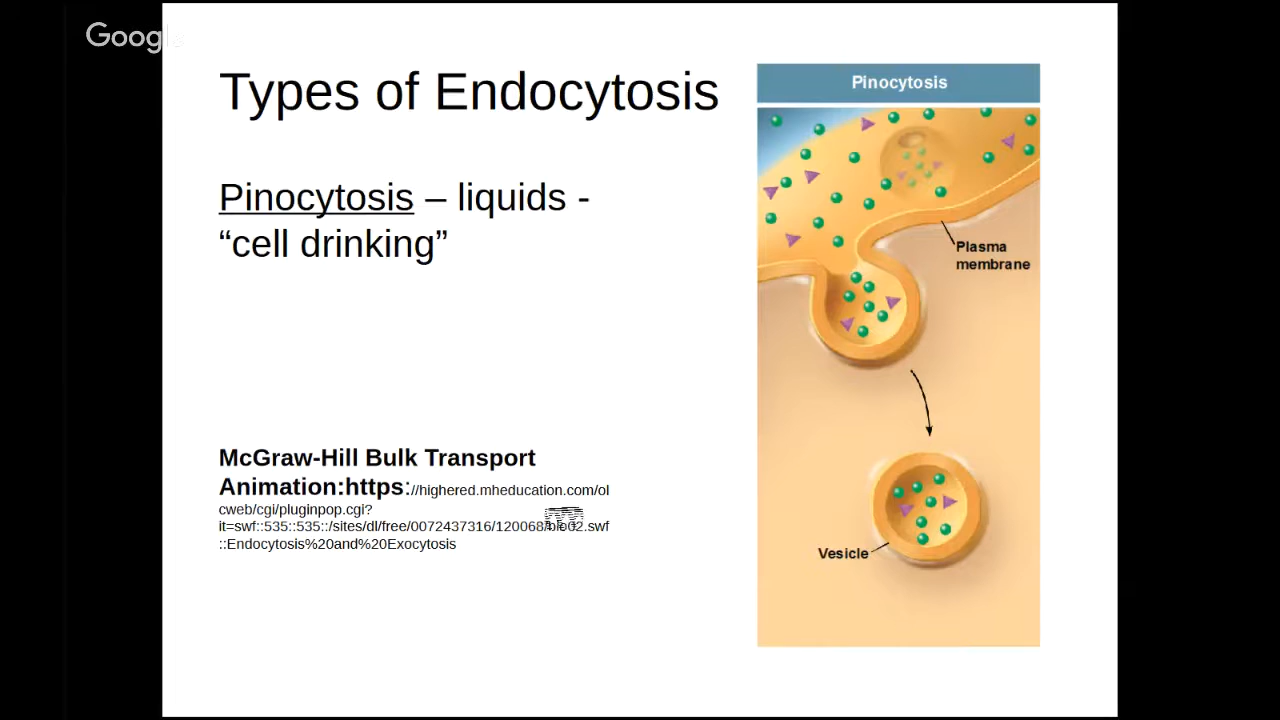 Google
Types of Endocytosis
Pinocytosis – liquids -
“cell drinking”
McGraw-Hill Bulk Transport
Animation:https://highered.mheducation.com/ol
cweb/cgi/pluginpop.cgi?
it=swf::535::535::/sites/dl/free/0072437316/120068/bio02.swf
::Endocytosis%20and%20Exocytosis
Pinocytosis
Plasma
membrane
Vesicle